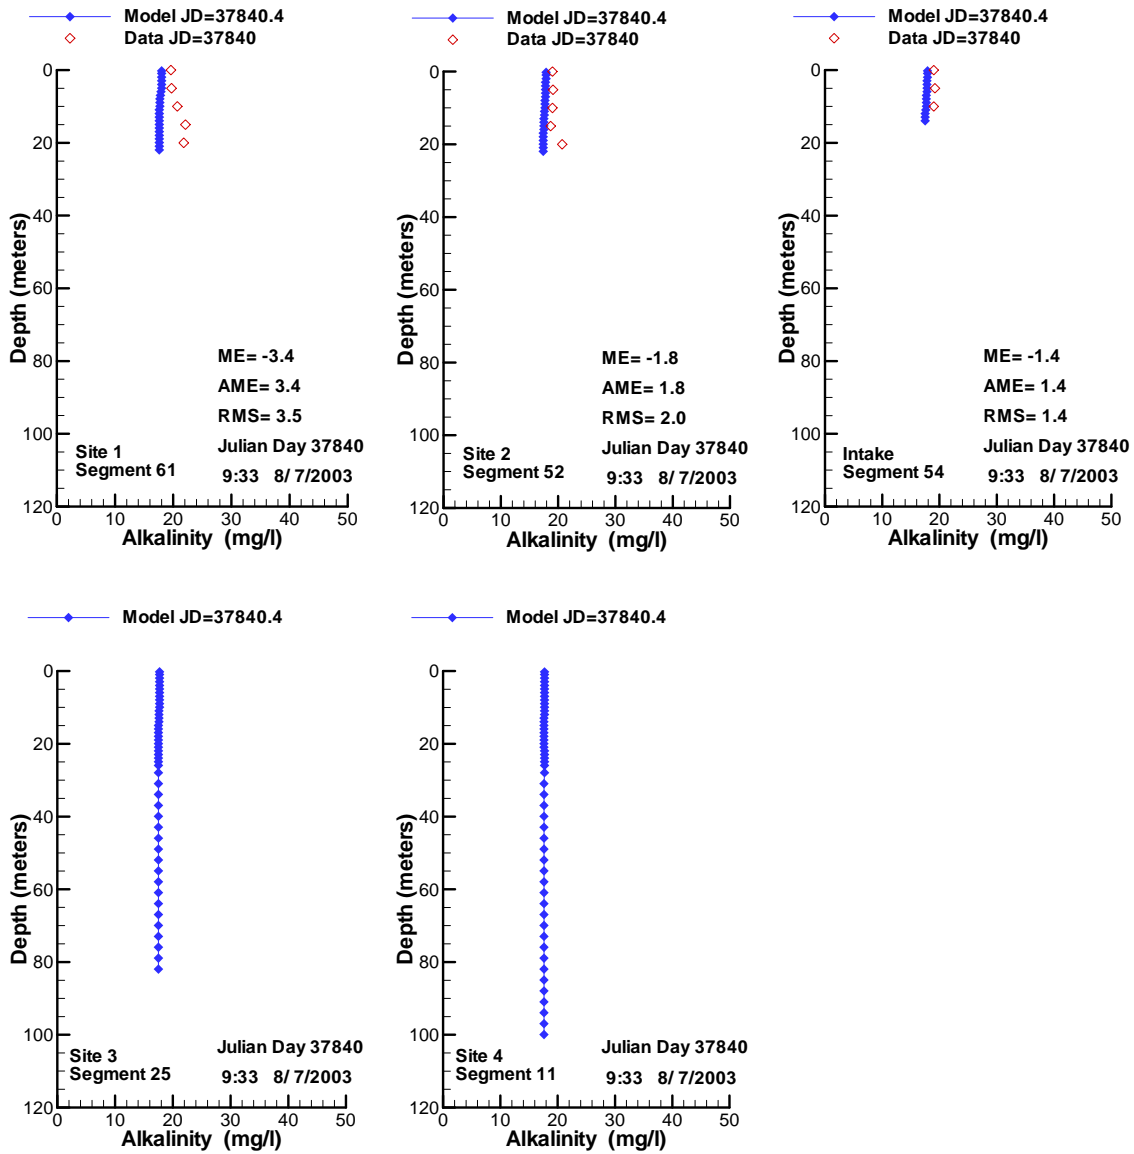 Model JD=37840.4
Data JD=37840
0
20
40
60
80
100
120
Depth (meters)
ME= -3.4
AME= 3.4
RMS= 3.5
Julian Day 37840
9:33 8/ 7/2003
Site 1
Segment 61
0 10 20 30 40 50
Alkalinity (mg/l)
Model JD=37840.4
Data JD=37840
0
20
40
60
80
100
120
Depth (meters)
ME= -1.8
AME= 1.8
RMS= 2.0
Julian Day 37840
9:33 8/ 7/2003
Site 2
Segment 52
0 10 20 30 40 50
Alkalinity (mg/l)
Model JD=37840.4
Data JD=37840
0
20
40
60
80
100
120
Depth (meters)
ME= -1.4
AME= 1.4
RMS= 1.4
Julian Day 37840
9:33 8/ 7/2003
Intake
Segment 54
0 10 20 30 40 50
Alkalinity (mg/l)
Model JD=37840.4
0
20
40
60
80
100
120
Depth (meters)
Julian Day 37840
9:33 8/ 7/2003
Site 3
Segment 25
0 10 20 30 40 50
Alkalinity (mg/l)
Model JD=37840.4
0
20
40
60
80
100
120
Depth (meters)
Julian Day 37840
9:33 8/ 7/2003
Site 4
Segment 11
0 10 20 30 40 50
Alkalinity (mg/l)